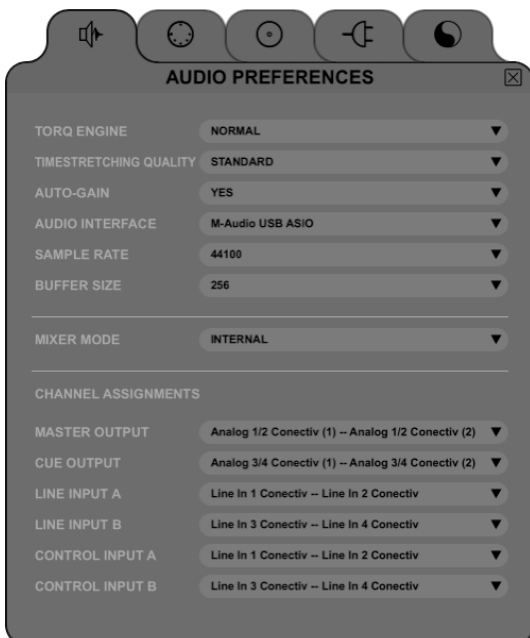 AUDIO PREFERENCES
TORQ ENGINE NORMAL
TIMESTRETCHING QUALITY STANDARD
AUTO-GAIN YES
AUDIO INTERFACE M-Audio USB ASIO
SAMPLE RATE 44100
BUFFER SIZE 256
MIXER MODE INTERNAL
CHANNEL ASSIGNMENTS
MASTER OUTPUT Analog 1/2 Conectiv (1) -- Analog 1/2 Conectiv (2)
CUE OUTPUT Analog 3/4 Conectiv (1) -- Analog 3/4 Conectiv (2)
LINE INPUT A Line In 1 Conectiv -- Line In 2 Conectiv
LINE INPUT B Line In 3 Conectiv -- Line In 4 Conectiv
CONTROL INPUT A Line In 1 Conectiv -- Line In 2 Conectiv
CONTROL INPUT B Line In 3 Conectiv -- Line In 4 Conectiv